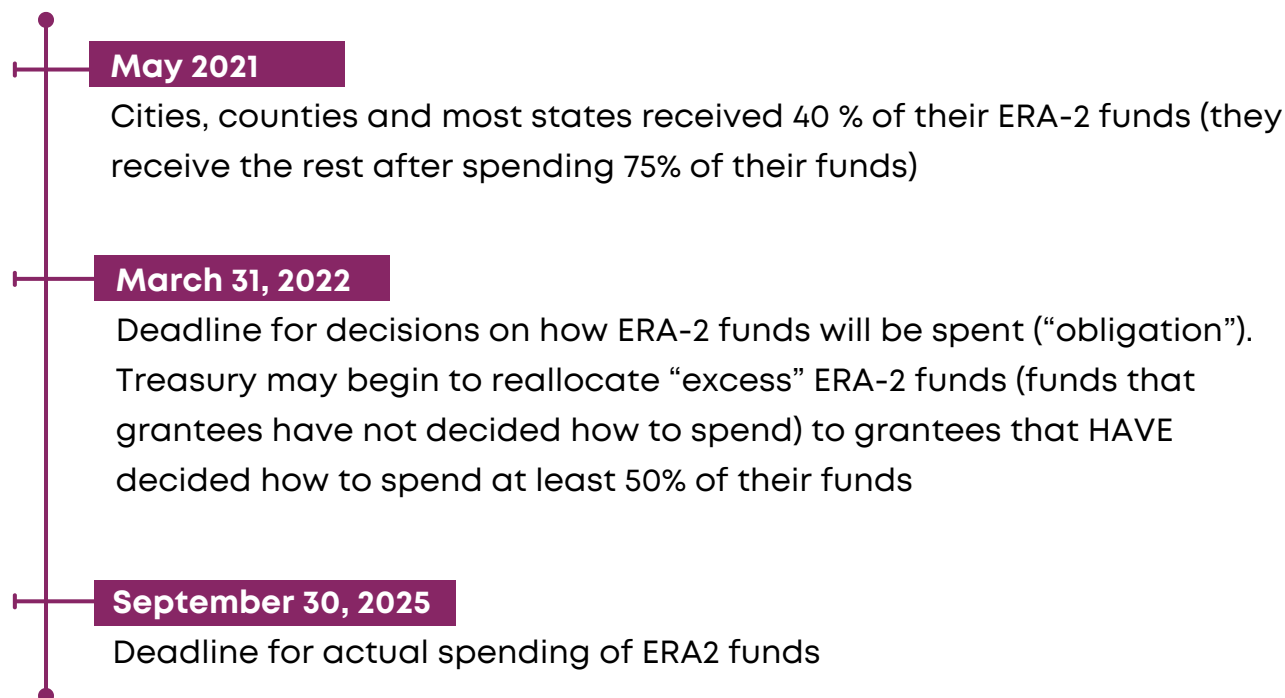 May 2021
Cities, counties and most states received 40 % of their ERA-2 funds (they
receive the rest after spending 75% of their funds)
March 31, 2022
Deadline for decisions on how ERA-2 funds will be spent (“obligation”).
Treasury may begin to reallocate “excess” ERA-2 funds (funds that
grantees have not decided how to spend) to grantees that HAVE
decided how to spend at least 50% of their funds
September 30, 2025
Deadline for actual spending of ERA2 funds